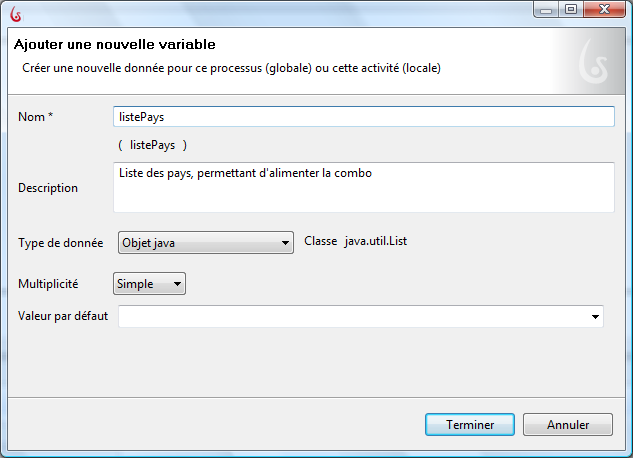 Ajouter une nouvelle variable
Créer une nouvelle donnée pour ce processus (globale) ou cette activité (locale)
Nom * listePays
( listePays )
Description Liste des pays, permettant d'alimenter la combo
Type de donnée Objet java Classe java.util.List
Multiplicité Simple
Valeur par défaut
Terminer Annuler